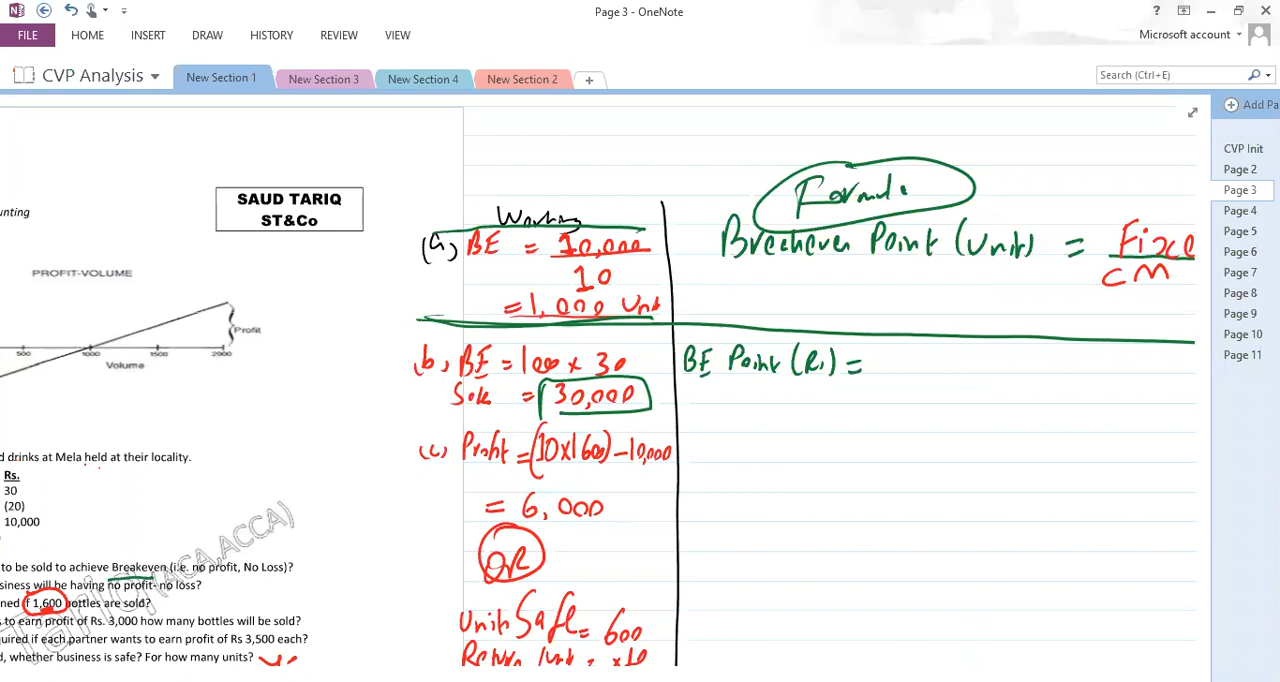 Page 3 - OneNote
FILE HOME INSERT DRAW HISTORY REVIEW VIEW
Microsoft account
CVP Analysis New Section 1 New Section 3 New Section 4 New Section 2
Search (Ctrl+E)
Add Pa
CVP Init
Page 2
Page 3
Page 4
Page 5
Page 6
Page 7
Page 8
Page 9
Page 10
Page 11
unting
SAUD TARIQ
ST&Co
PROFIT-VOLUME
Profit
500 1000 1500 2000
Volume
d drinks at Mela held at their locality.
Rs.
30
(20)
10,000
to be sold to achieve Breakeven (i.e. no profit, No Loss)?
siness will be having no profit- no loss?
ned if 1,600 bottles are sold?
s to earn profit of Rs. 3,000 how many bottles will be sold?
quired if each partner wants to earn profit of Rs 3,500 each?
d, whether business is safe? For how many units?
(ACA,ACCA)
Working
(a) BE = 10,000
10
= 1,000 Unit
(b) BE = 100 x 30
Sale = 30,000
(c) Profit = (10x1600) - 10,000
= 6,000
OR
Unit Safe = 600
Formula
Breakeven Point (Unit) = Fixe
CM
BE Point (Rs) =